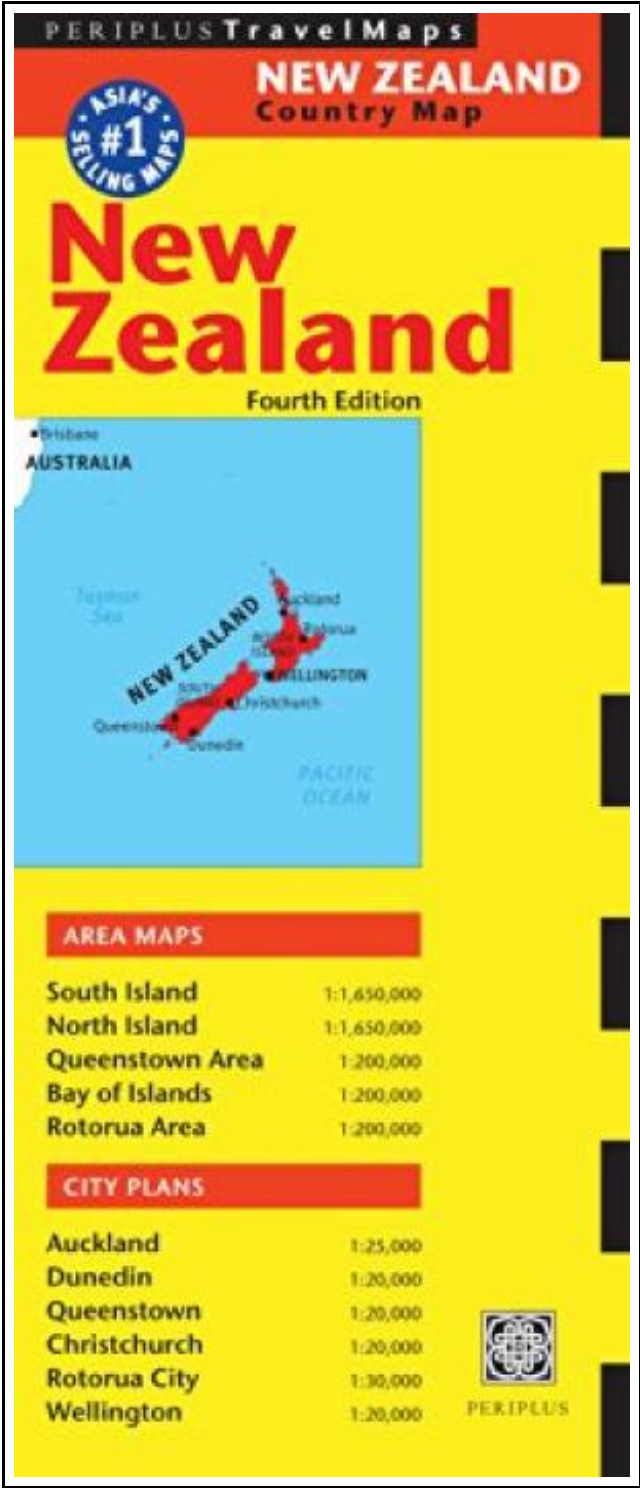 PERIPLUS TravelMaps
NEW ZEALAND
Country Map
ASIA'S
#1
SELLING MAPS
New
Zealand
Fourth Edition
Brisbane
AUSTRALIA
Tasman
Sea
NEW ZEALAND
Auckland
Rotorua
WELLINGTON
Christchurch
Queenstown
Dunedin
PACIFIC
OCEAN
AREA MAPS
South Island 1:1,650,000
North Island 1:1,650,000
Queenstown Area 1:200,000
Bay of Islands 1:200,000
Rotorua Area 1:200,000
CITY PLANS
Auckland 1:25,000
Dunedin 1:20,000
Queenstown 1:20,000
Christchurch 1:20,000
Rotorua City 1:30,000
Wellington 1:20,000
PERIPLUS